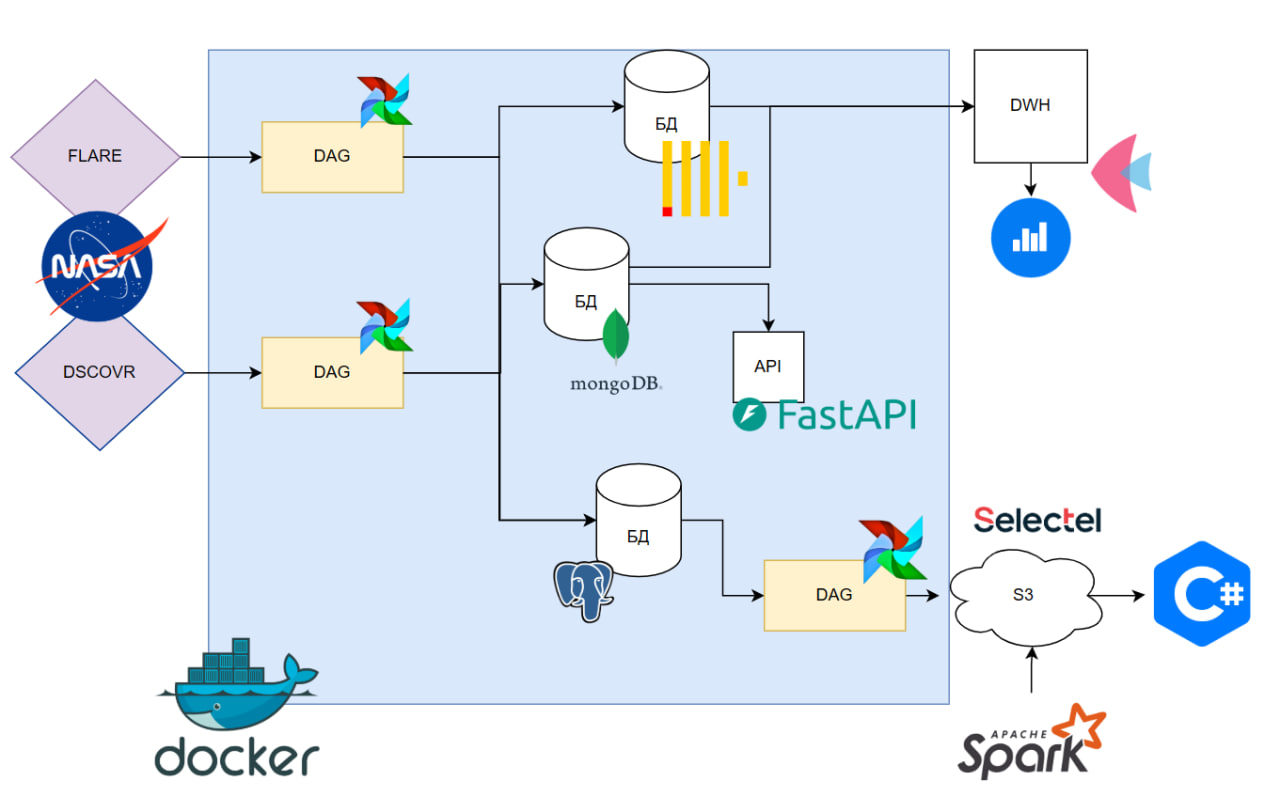 БД
DWH
FLARE
DAG
NASA
БД
DSCOVR
DAG
API
mongoDB.
FastAPI
Selectel
БД
DAG
S3
C#
docker
APACHE
Spark